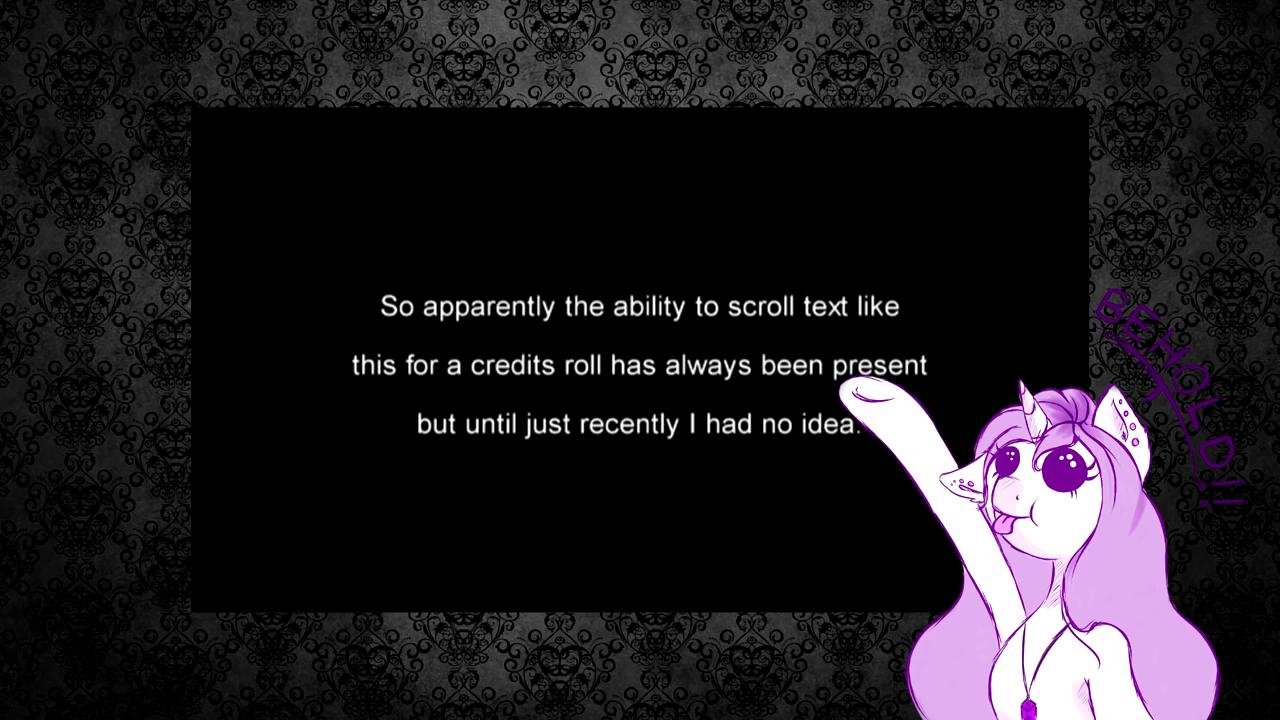 So apparently the ability to scroll text like
this for a credits roll has always been present
but until just recently I had no idea.
BEHOLD!!